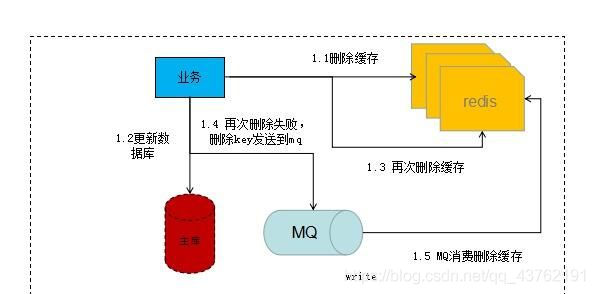 1.1删除缓存
业务
redis
1.4 再次删除失败，
删除key发送到mq
1.2更新数
据库
1.3 再次删除缓存
主库
MQ
1.5 MQ消费删除缓存
write
https://blog.csdn.net/qq_43762191